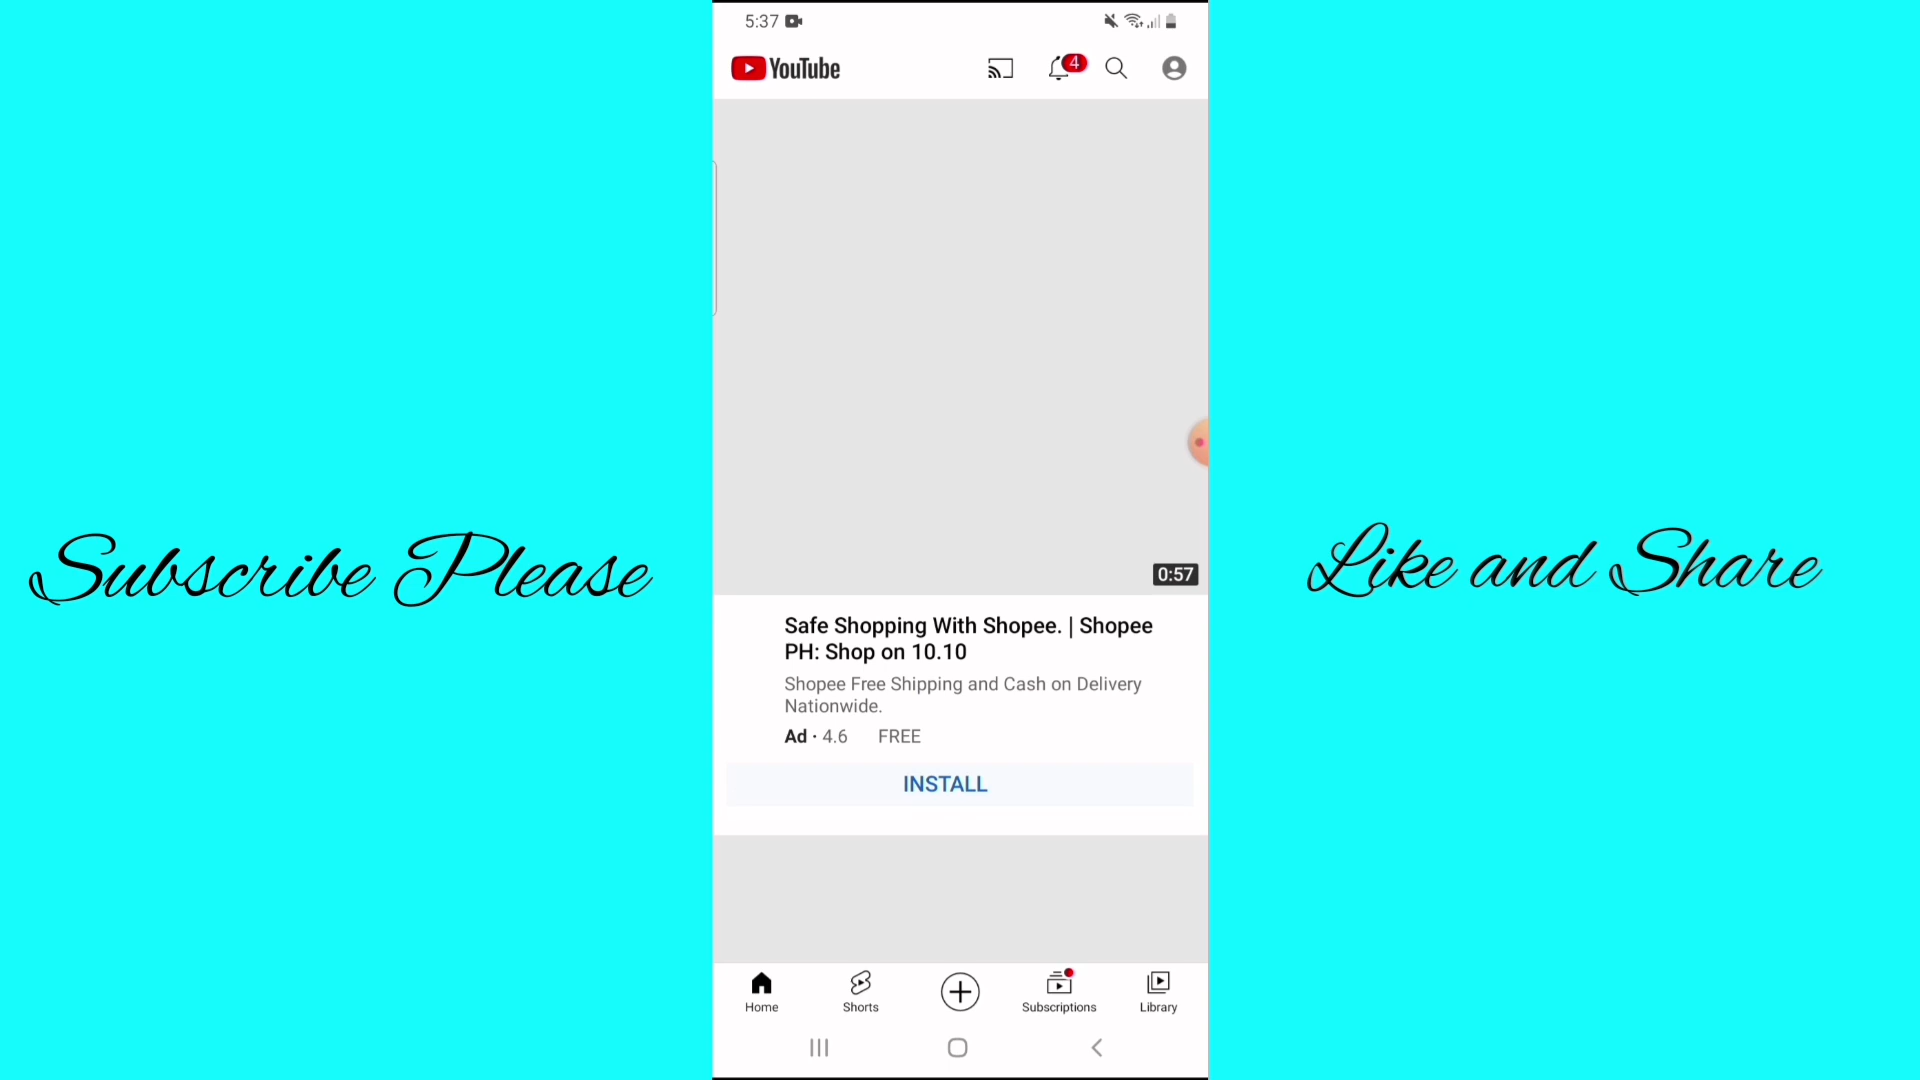 5:37
YouTube
4
0:57
Subscribe Please
Like and Share
Safe Shopping With Shopee. | Shopee
PH: Shop on 10.10
Shopee Free Shipping and Cash on Delivery
Nationwide.
Ad · 4.6 FREE
INSTALL
Home
Shorts
Subscriptions
Library